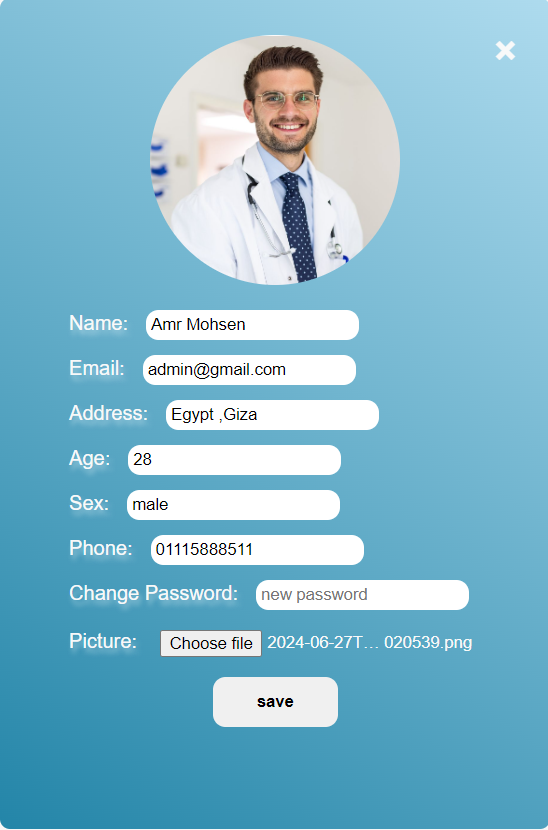 Name: Amr Mohsen
Email: admin@gmail.com
Address: Egypt ,Giza
Age: 28
Sex: male
Phone: 01115888511
Change Password: new password
Picture: Choose file 2024-06-27T… 020539.png
save